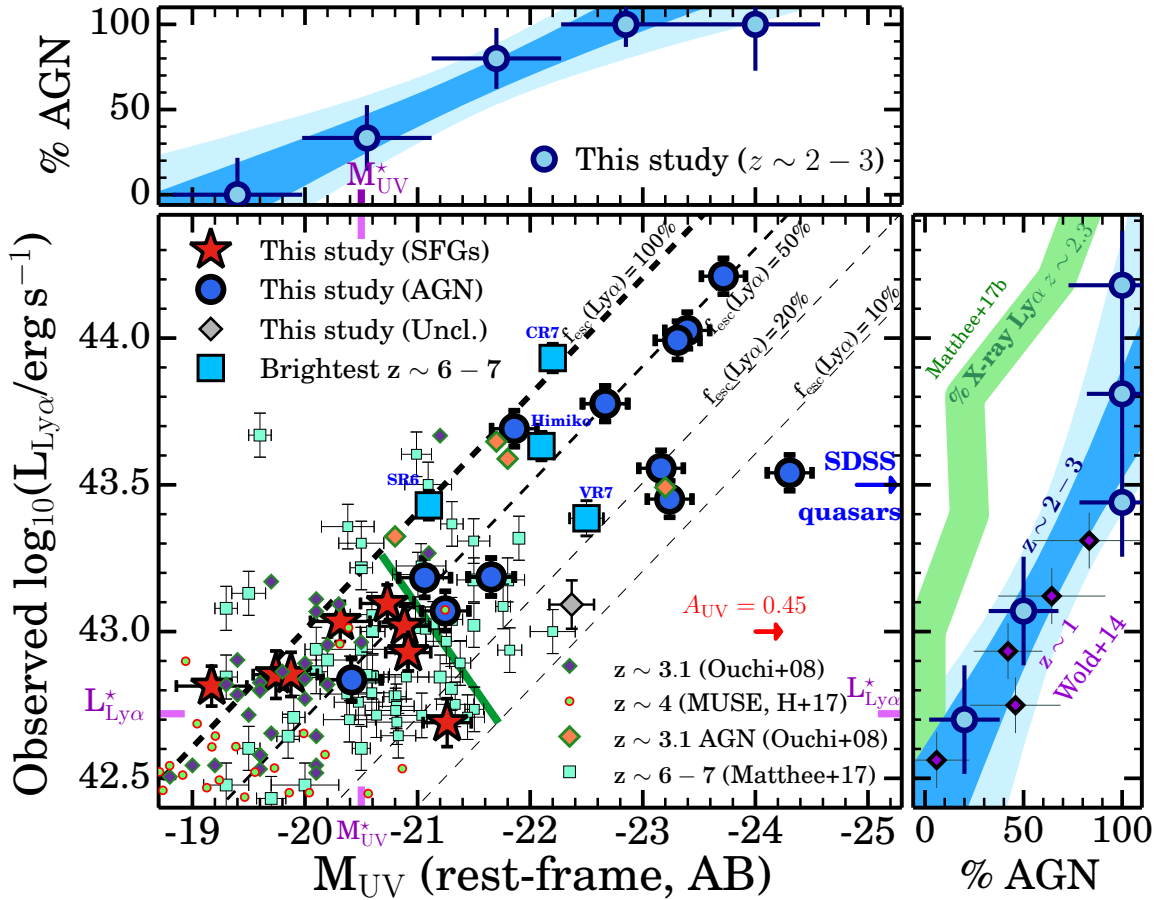 100
50
0
% AGN
This study (z ∼ 2 − 3)
M⋆UV
Observed log10(LLyα/erg s−1)
44.0
43.5
43.0
42.5
L⋆Lyα
This study (SFGs)
This study (AGN)
This study (Uncl.)
Brightest z ∼ 6 − 7
fesc(Lyα) = 100%
fesc(Lyα) = 50%
fesc(Lyα) = 20%
fesc(Lyα) = 10%
CR7
Himiko
SR6
VR7
SDSS
quasars
AUV = 0.45
L⋆Lyα
z ∼ 3.1 (Ouchi+08)
z ∼ 4 (MUSE, H+17)
z ∼ 3.1 AGN (Ouchi+08)
z ∼ 6 − 7 (Matthee+17)
M⋆UV
-19
-20
-21
-22
-23
-24
-25
MUV (rest-frame, AB)
Matthee+17b
% X-ray Lyα z ∼ 2.3
z ∼ 2 − 3
z ∼ 1
Wold+14
0
50
100
% AGN